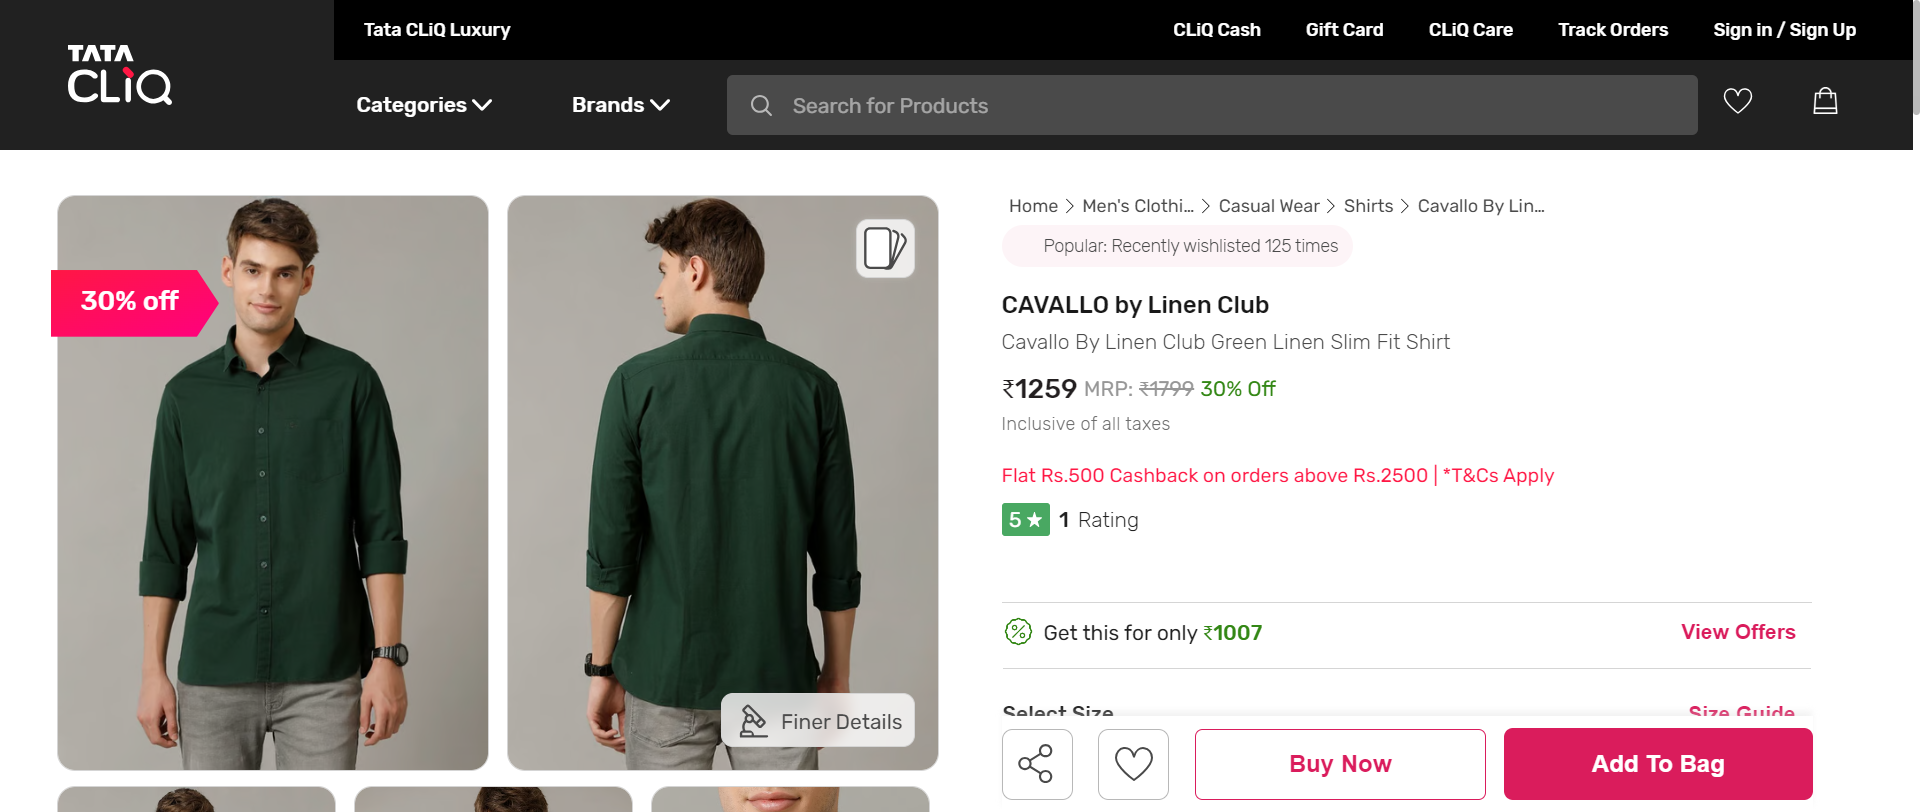 Tata CLiQ Luxury
CLiQ Cash
Gift Card
CLiQ Care
Track Orders
Sign in / Sign Up
TATA
CLiQ
Categories
Brands
Search for Products
30% off
Finer Details
Home > Men's Clothi... > Casual Wear > Shirts > Cavallo By Lin...
Popular: Recently wishlisted 125 times
CAVALLO by Linen Club
Cavallo By Linen Club Green Linen Slim Fit Shirt
₹1259 MRP: ₹1799 30% Off
Inclusive of all taxes
Flat Rs.500 Cashback on orders above Rs.2500 | *T&Cs Apply
5 ★ 1 Rating
Get this for only ₹1007
View Offers
Select Size
Size Guide
Buy Now
Add To Bag